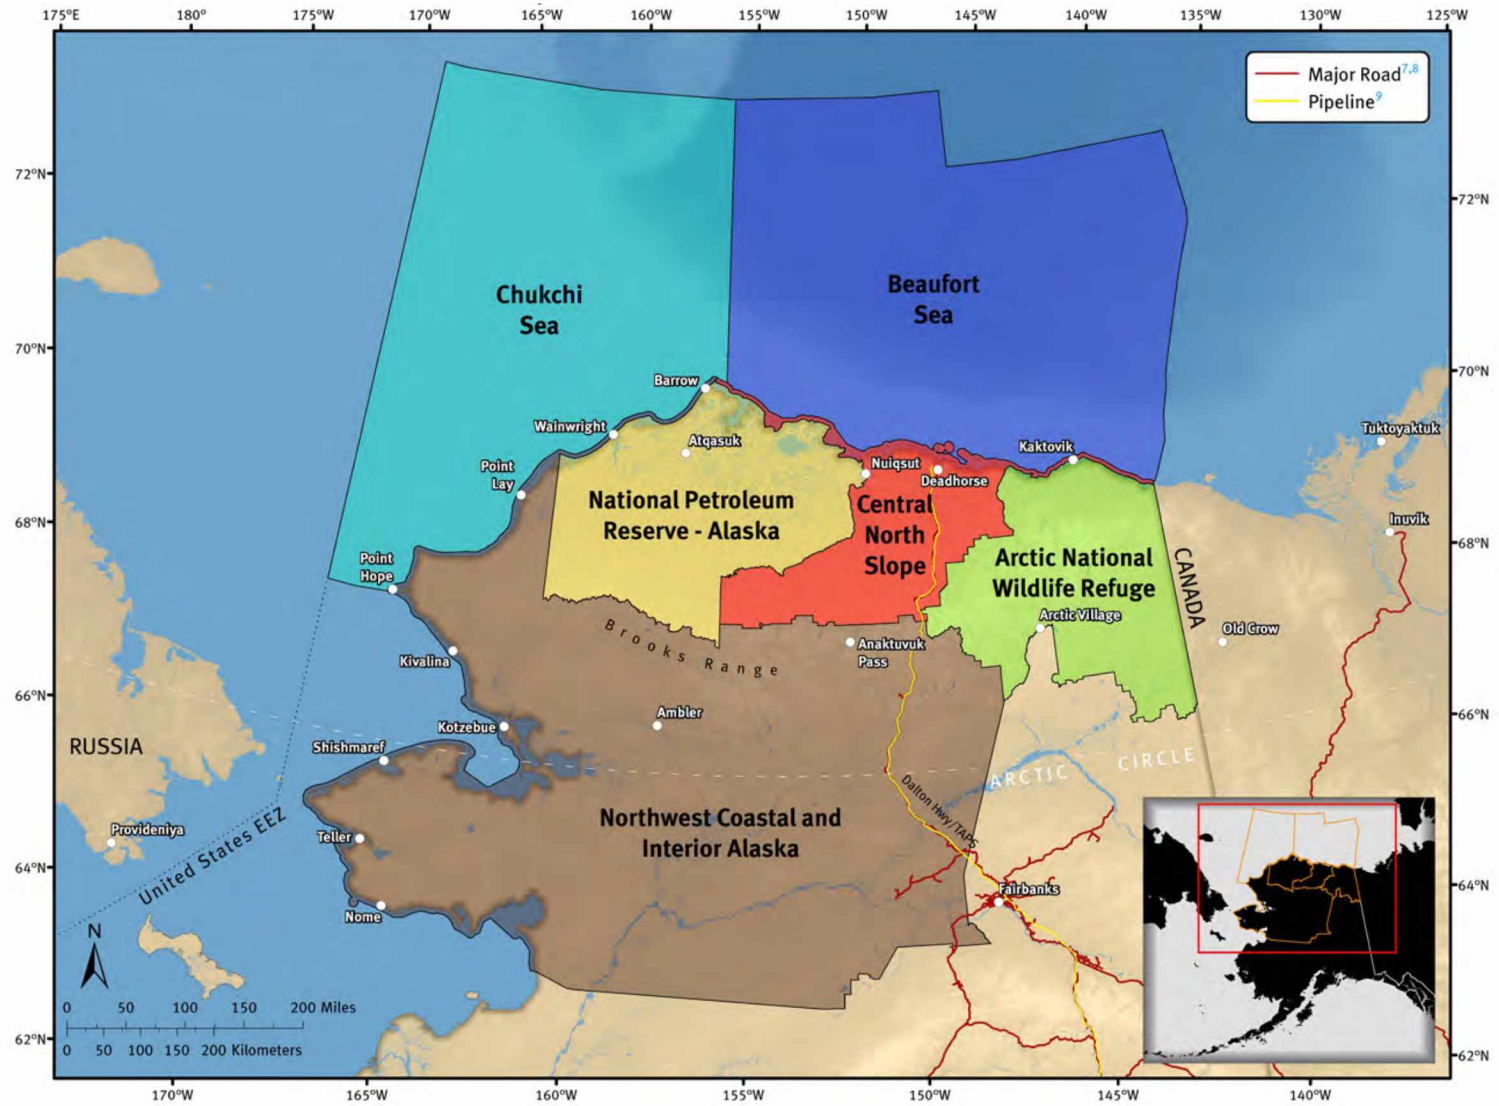 175°E 180° 175°W 170°W 165°W 160°W 155°W 150°W 145°W 140°W 135°W 130°W 125°W
Major Road7,8
Pipeline9
72°N
72°N
Chukchi
Sea
Beaufort
Sea
70°N
70°N
Barrow
Wainwright
Atqasuk
Kaktovik
Tuktoyaktuk
Point
Lay
Nuiqsut
Deadhorse
National Petroleum
Reserve - Alaska
Central
North
Slope
68°N
Inuvik
68°N
Point
Hope
Arctic National
Wildlife Refuge
CANADA
Arctic Village
Old Crow
Brooks Range
Anaktuvuk
Pass
Kivalina
66°N
66°N
Ambler
Kotzebue
Shishmaref
RUSSIA
ARCTIC CIRCLE
Dalton Hwy/TAPS
Northwest Coastal and
Interior Alaska
Provideniya
Teller
United States EEZ
64°N
64°N
Fairbanks
Nome
N
0 50 100 150 200 Miles
0 50 100 150 200 Kilometers
62°N
62°N
170°W 165°W 160°W 155°W 150°W 145°W 140°W